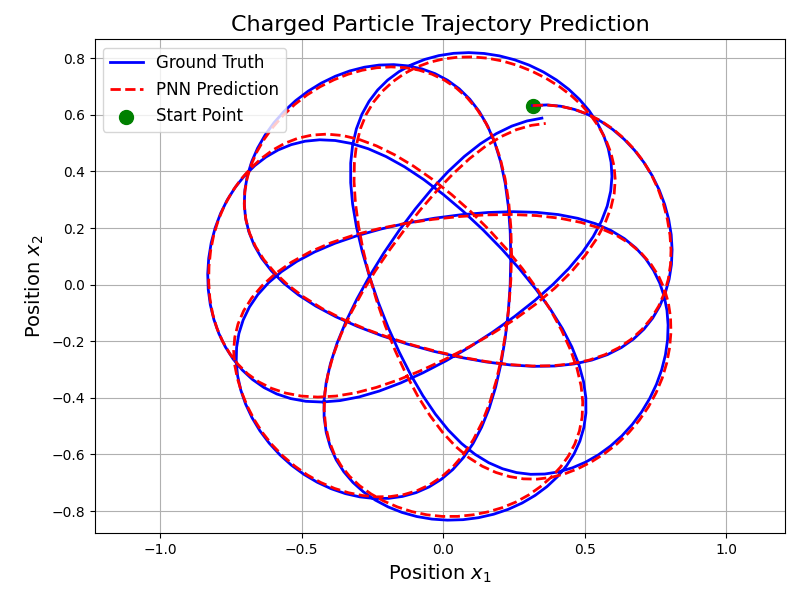 Charged Particle Trajectory Prediction
Ground Truth
PNN Prediction
Start Point
Position x₂
0.8
0.6
0.4
0.2
0.0
−0.2
−0.4
−0.6
−0.8
−1.0 −0.5 0.0 0.5 1.0
Position x₁